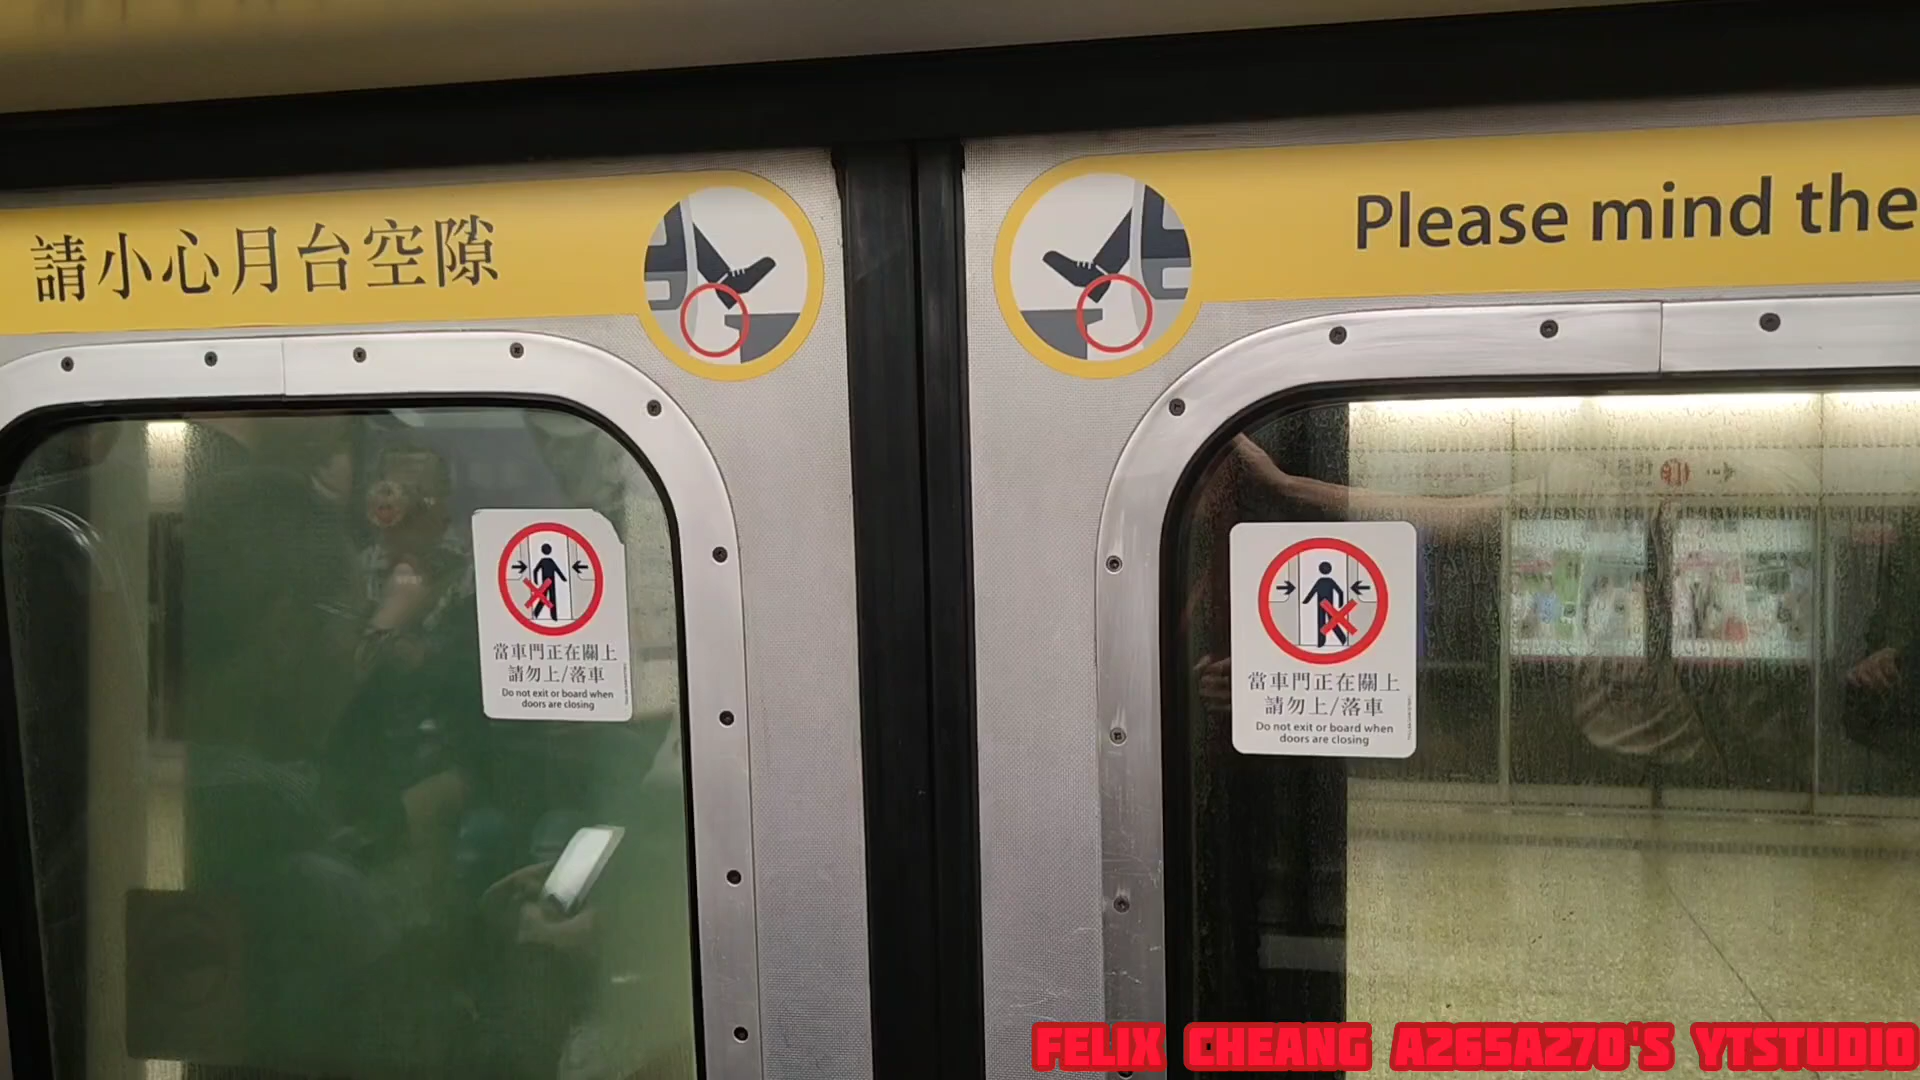 請小心月台空隙
Please mind the
當車門正在關上
請勿上/落車
Do not exit or board when
doors are closing
當車門正在關上
請勿上/落車
Do not exit or board when
doors are closing
FELIX CHEANG A265A270'S YTSTUDIO